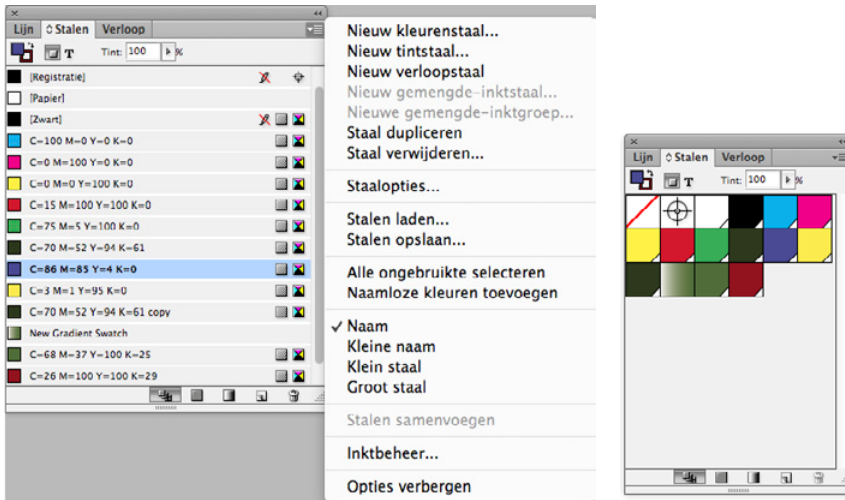 Lijn Stalen Verloop
T Tint: 100 %
[Registratie]
[Papier]
[Zwart]
C=100 M=0 Y=0 K=0
C=0 M=100 Y=0 K=0
C=0 M=0 Y=100 K=0
C=15 M=100 Y=100 K=0
C=75 M=5 Y=100 K=0
C=70 M=52 Y=94 K=61
C=86 M=85 Y=4 K=0
C=3 M=1 Y=95 K=0
C=70 M=52 Y=94 K=61 copy
New Gradient Swatch
C=68 M=37 Y=100 K=25
C=26 M=100 Y=100 K=29
Nieuw kleurenstaal...
Nieuw tintstaal...
Nieuw verloopstaal
Nieuw gemengde-inktstaal...
Nieuwe gemengde-inktgroep...
Staal dupliceren
Staal verwijderen...
Staalopties...
Stalen laden...
Stalen opslaan...
Alle ongebruikte selecteren
Naamloze kleuren toevoegen
✓ Naam
Kleine naam
Klein staal
Groot staal
Stalen samenvoegen
Inktbeheer...
Opties verbergen
Lijn Stalen Verloop
T Tint: 100 %